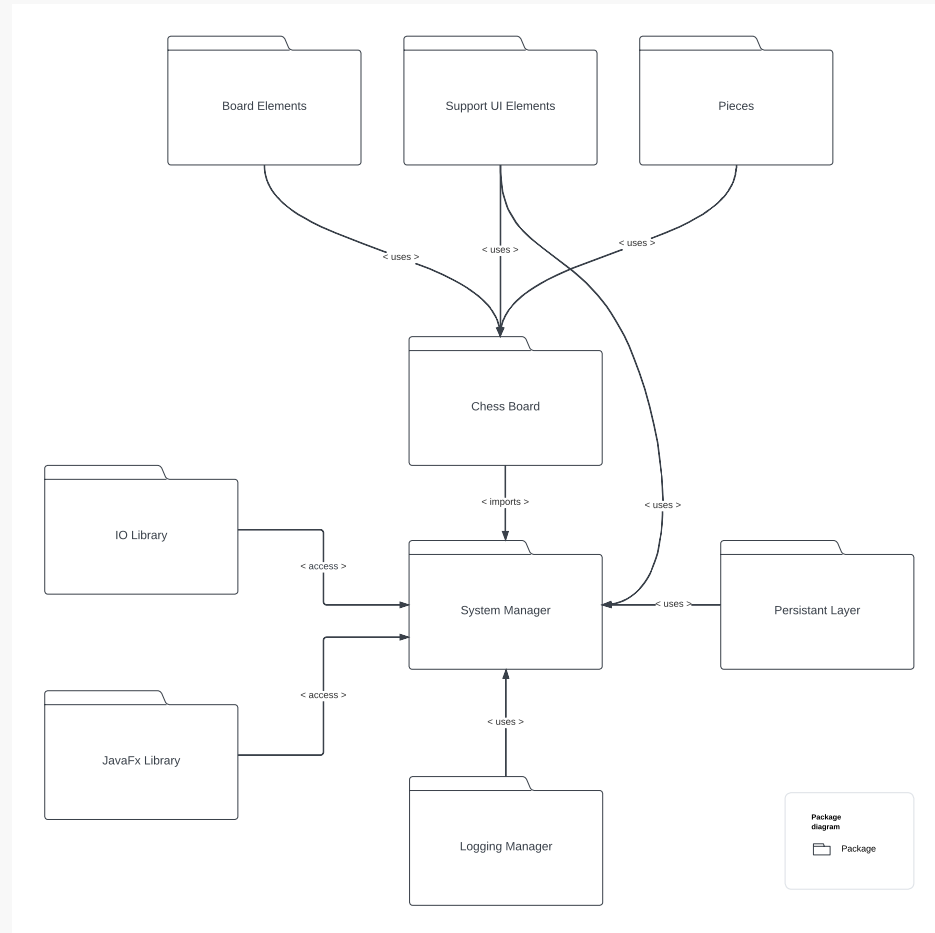 Board Elements
Support UI Elements
Pieces
< uses >
< uses >
< uses >
Chess Board
< imports >
< uses >
IO Library
< access >
System Manager
< uses >
Persistant Layer
< access >
JavaFx Library
< uses >
Logging Manager
Package
diagram
Package